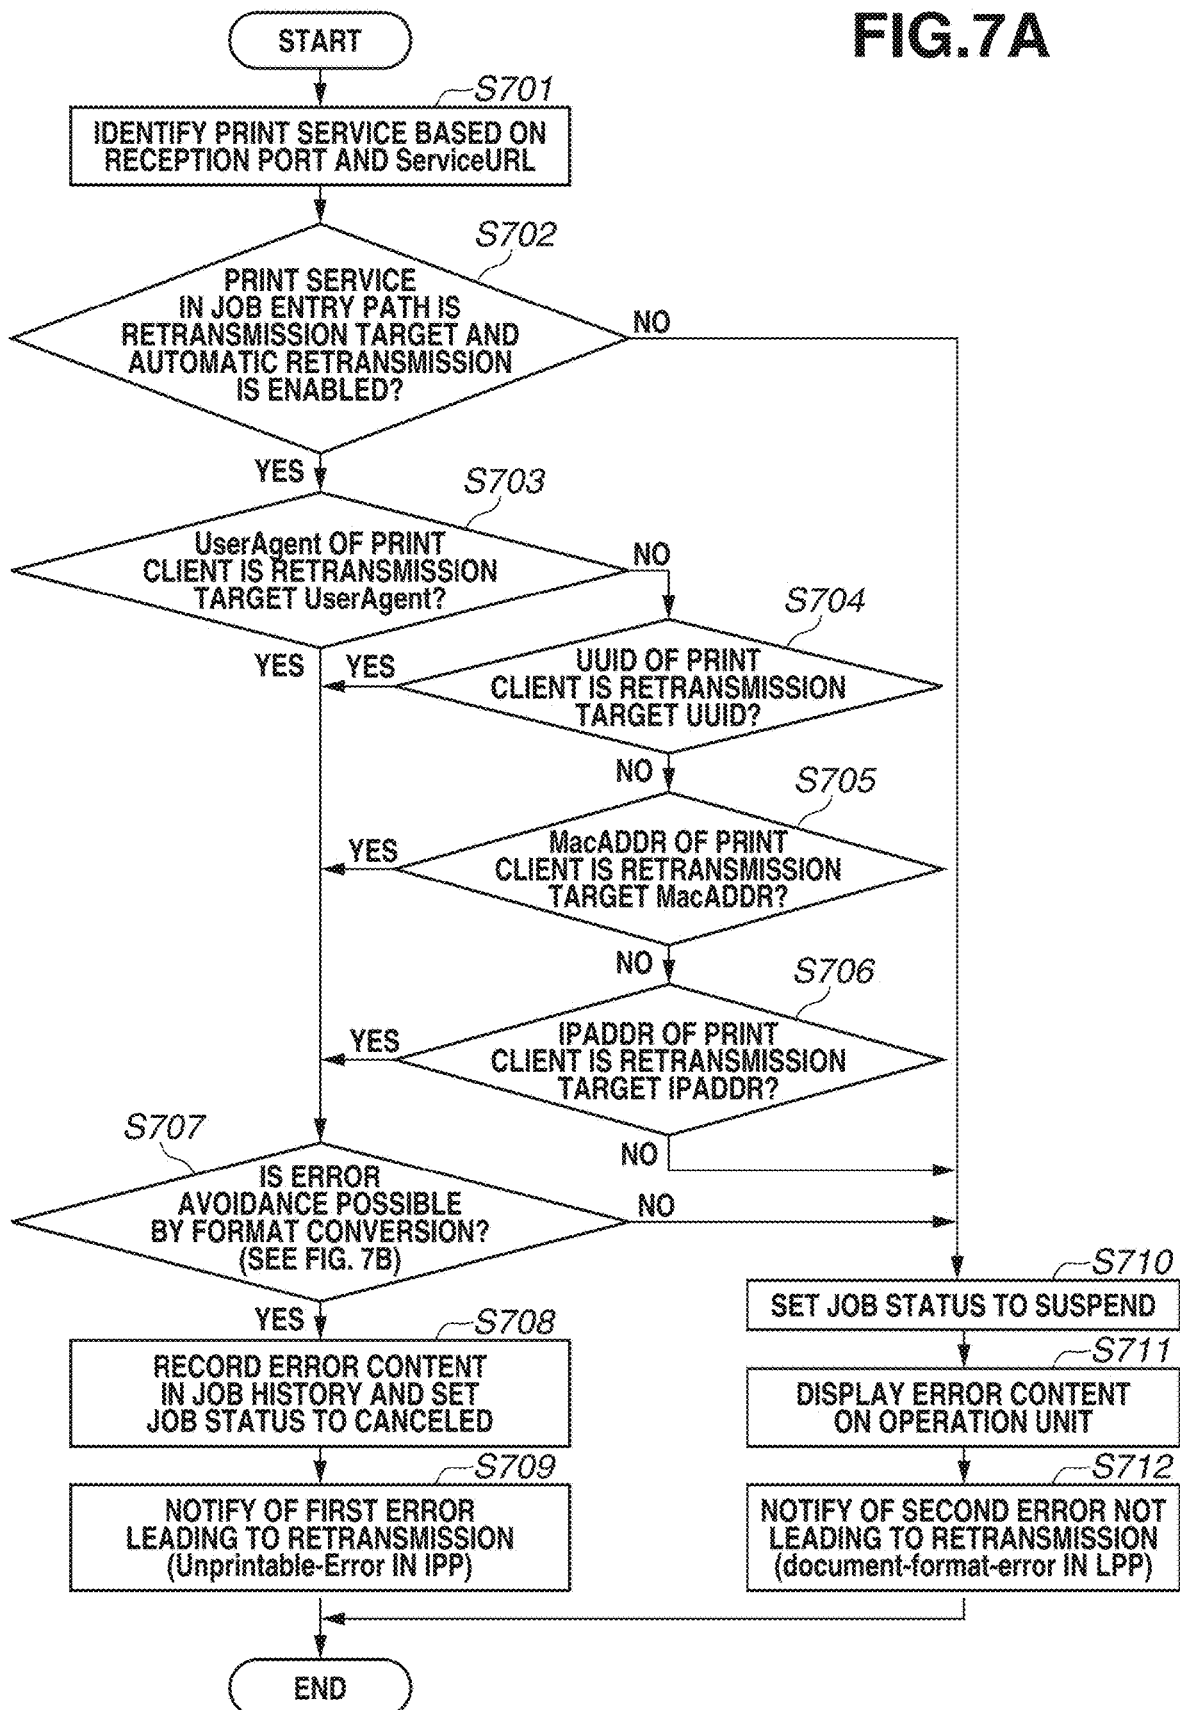 FIG.7A
START
S701
IDENTIFY PRINT SERVICE BASED ON
RECEPTION PORT AND ServiceURL
S702
PRINT SERVICE
IN JOB ENTRY PATH IS
RETRANSMISSION TARGET AND
AUTOMATIC RETRANSMISSION
IS ENABLED?
NO
YES
S703
UserAgent OF PRINT
CLIENT IS RETRANSMISSION
TARGET UserAgent?
NO
YES
S704
UUID OF PRINT
CLIENT IS RETRANSMISSION
TARGET UUID?
YES
NO
S705
MacADDR OF PRINT
CLIENT IS RETRANSMISSION
TARGET MacADDR?
YES
NO
S706
IPADDR OF PRINT
CLIENT IS RETRANSMISSION
TARGET IPADDR?
YES
NO
S707
IS ERROR
AVOIDANCE POSSIBLE
BY FORMAT CONVERSION?
(SEE FIG. 7B)
NO
YES
S708
RECORD ERROR CONTENT
IN JOB HISTORY AND SET
JOB STATUS TO CANCELED
S709
NOTIFY OF FIRST ERROR
LEADING TO RETRANSMISSION
(Unprintable-Error IN IPP)
S710
SET JOB STATUS TO SUSPEND
S711
DISPLAY ERROR CONTENT
ON OPERATION UNIT
S712
NOTIFY OF SECOND ERROR NOT
LEADING TO RETRANSMISSION
(document-format-error IN LPP)
END